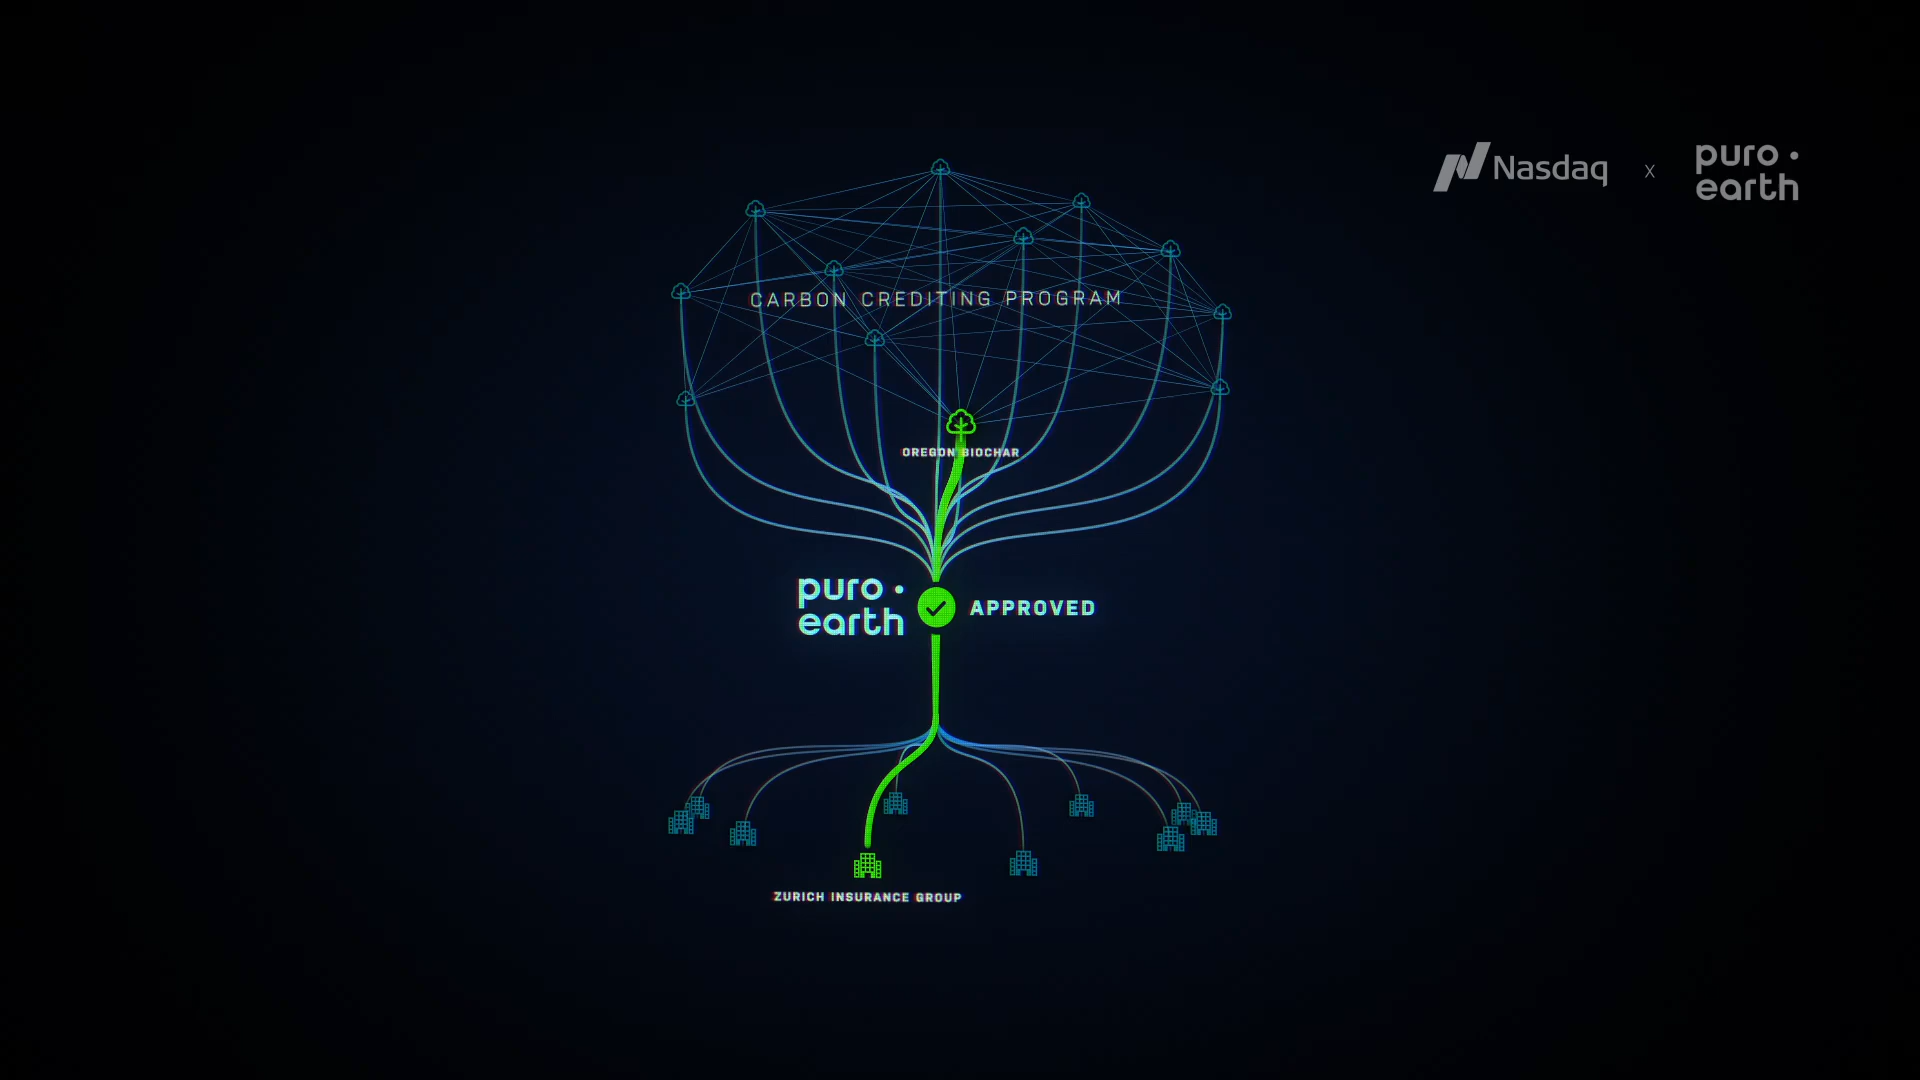 Nasdaq x puro·
earth
CARBON CREDITING PROGRAM
OREGON BIOCHAR
puro·
earth
APPROVED
ZURICH INSURANCE GROUP